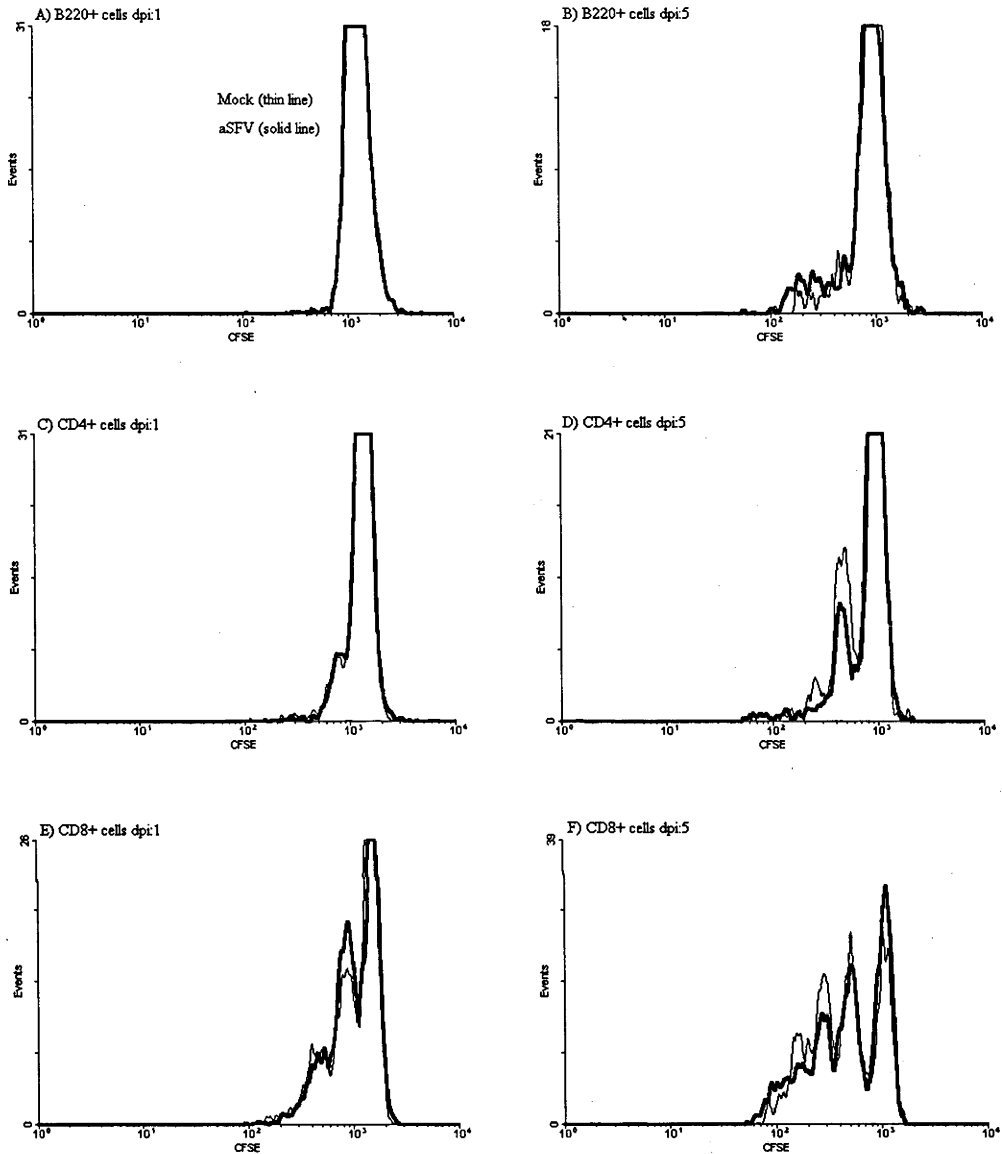 A) B220+ cells dpi:1
31
Events
0
Mock (thin line)
aSFV (solid line)
10⁰ 10¹ 10² 10³ 10⁴
CFSE
B) B220+ cells dpi:5
18
Events
0
10⁰ 10¹ 10² 10³ 10⁴
CFSE
C) CD4+ cells dpi:1
31
Events
0
10⁰ 10¹ 10² 10³ 10⁴
CFSE
D) CD4+ cells dpi:5
21
Events
0
10⁰ 10¹ 10² 10³ 10⁴
CFSE
E) CD8+ cells dpi:1
26
Events
0
10⁰ 10¹ 10² 10³ 10⁴
CFSE
F) CD8+ cells dpi:5
39
Events
0
10⁰ 10¹ 10² 10³ 10⁴
CFSE